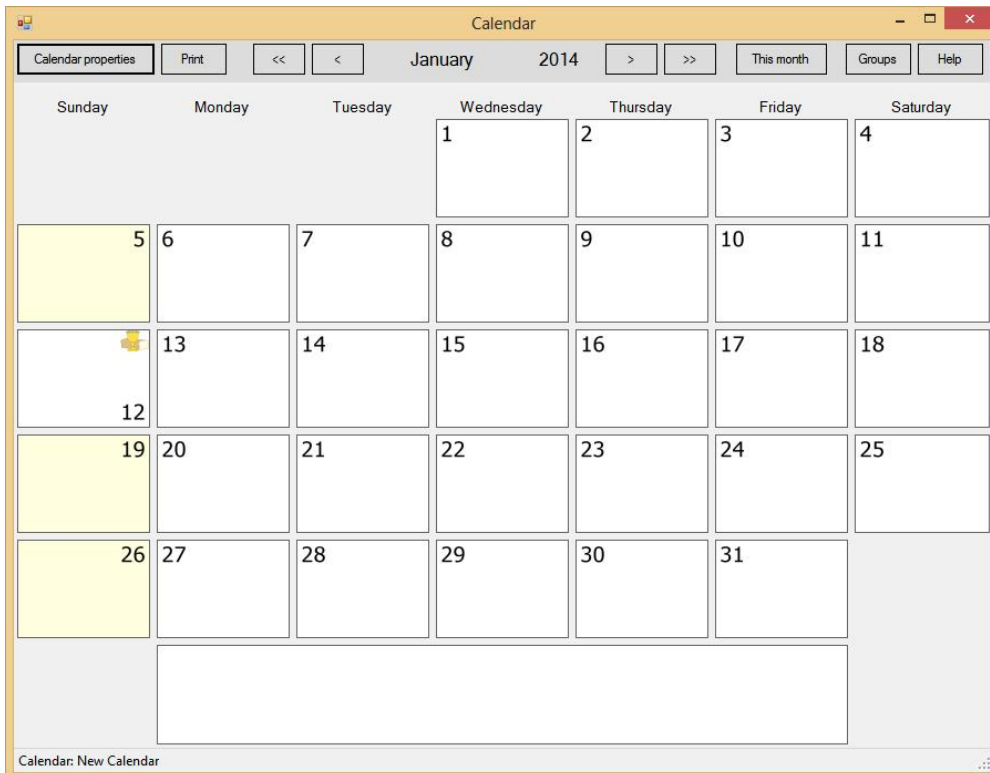 Calendar
Calendar properties Print << < January 2014 > >> This month Groups Help
Sunday Monday Tuesday Wednesday Thursday Friday Saturday
1 2 3 4
5 6 7 8 9 10 11
12 13 14 15 16 17 18
19 20 21 22 23 24 25
26 27 28 29 30 31
Calendar: New Calendar